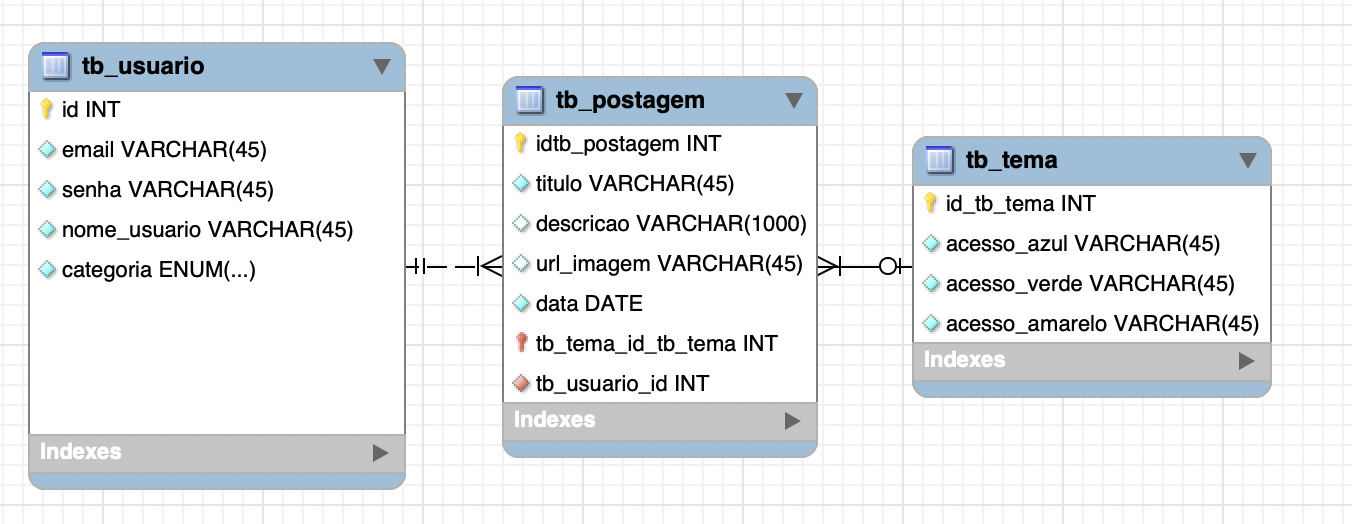 tb_usuario
id INT
email VARCHAR(45)
senha VARCHAR(45)
nome_usuario VARCHAR(45)
categoria ENUM(...)
Indexes
tb_postagem
idtb_postagem INT
titulo VARCHAR(45)
descricao VARCHAR(1000)
url_imagem VARCHAR(45)
data DATE
tb_tema_id_tb_tema INT
tb_usuario_id INT
Indexes
tb_tema
id_tb_tema INT
acesso_azul VARCHAR(45)
acesso_verde VARCHAR(45)
acesso_amarelo VARCHAR(45)
Indexes